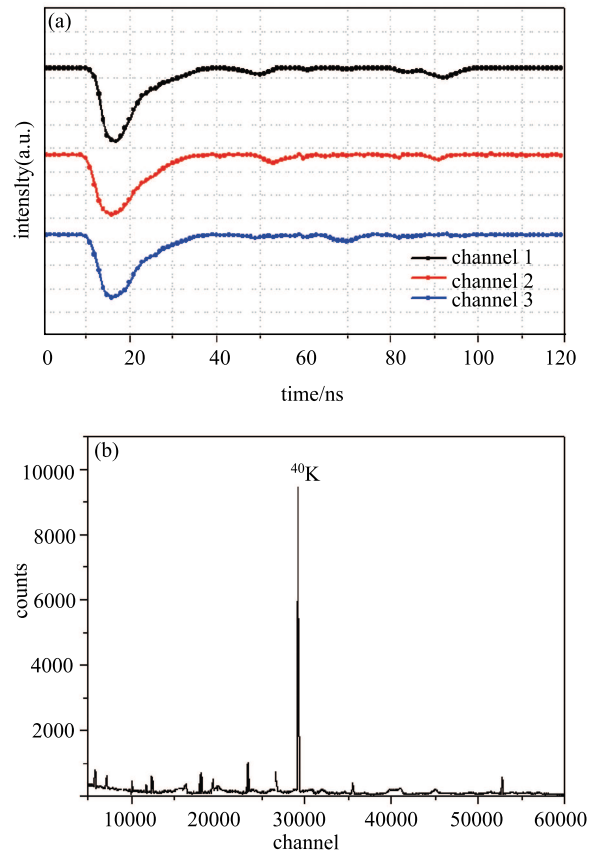 (a)
intenslty(a.u.)
channel 1
channel 2
channel 3
0 20 40 60 80 100 120
time/ns
(b)
10000
8000
6000
4000
2000
counts
⁴⁰K
10000 20000 30000 40000 50000 60000
channel